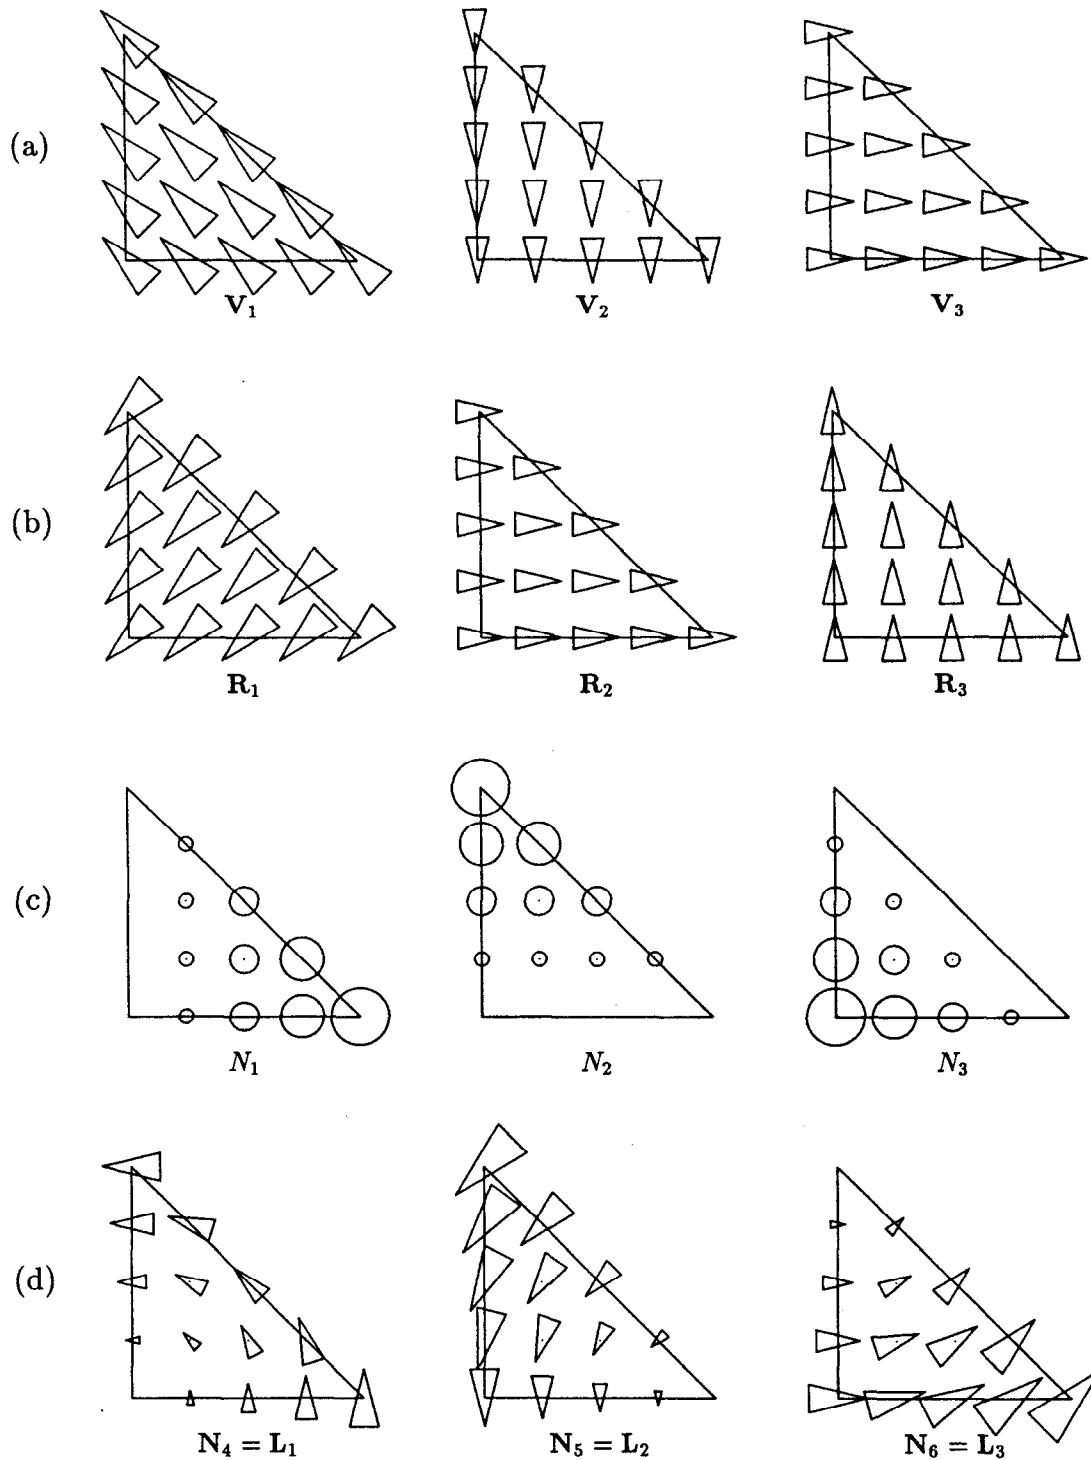 (a)
V₁ V₂ V₃
(b)
R₁ R₂ R₃
(c)
N₁ N₂ N₃
(d)
N₄ = L₁ N₅ = L₂ N₆ = L₃